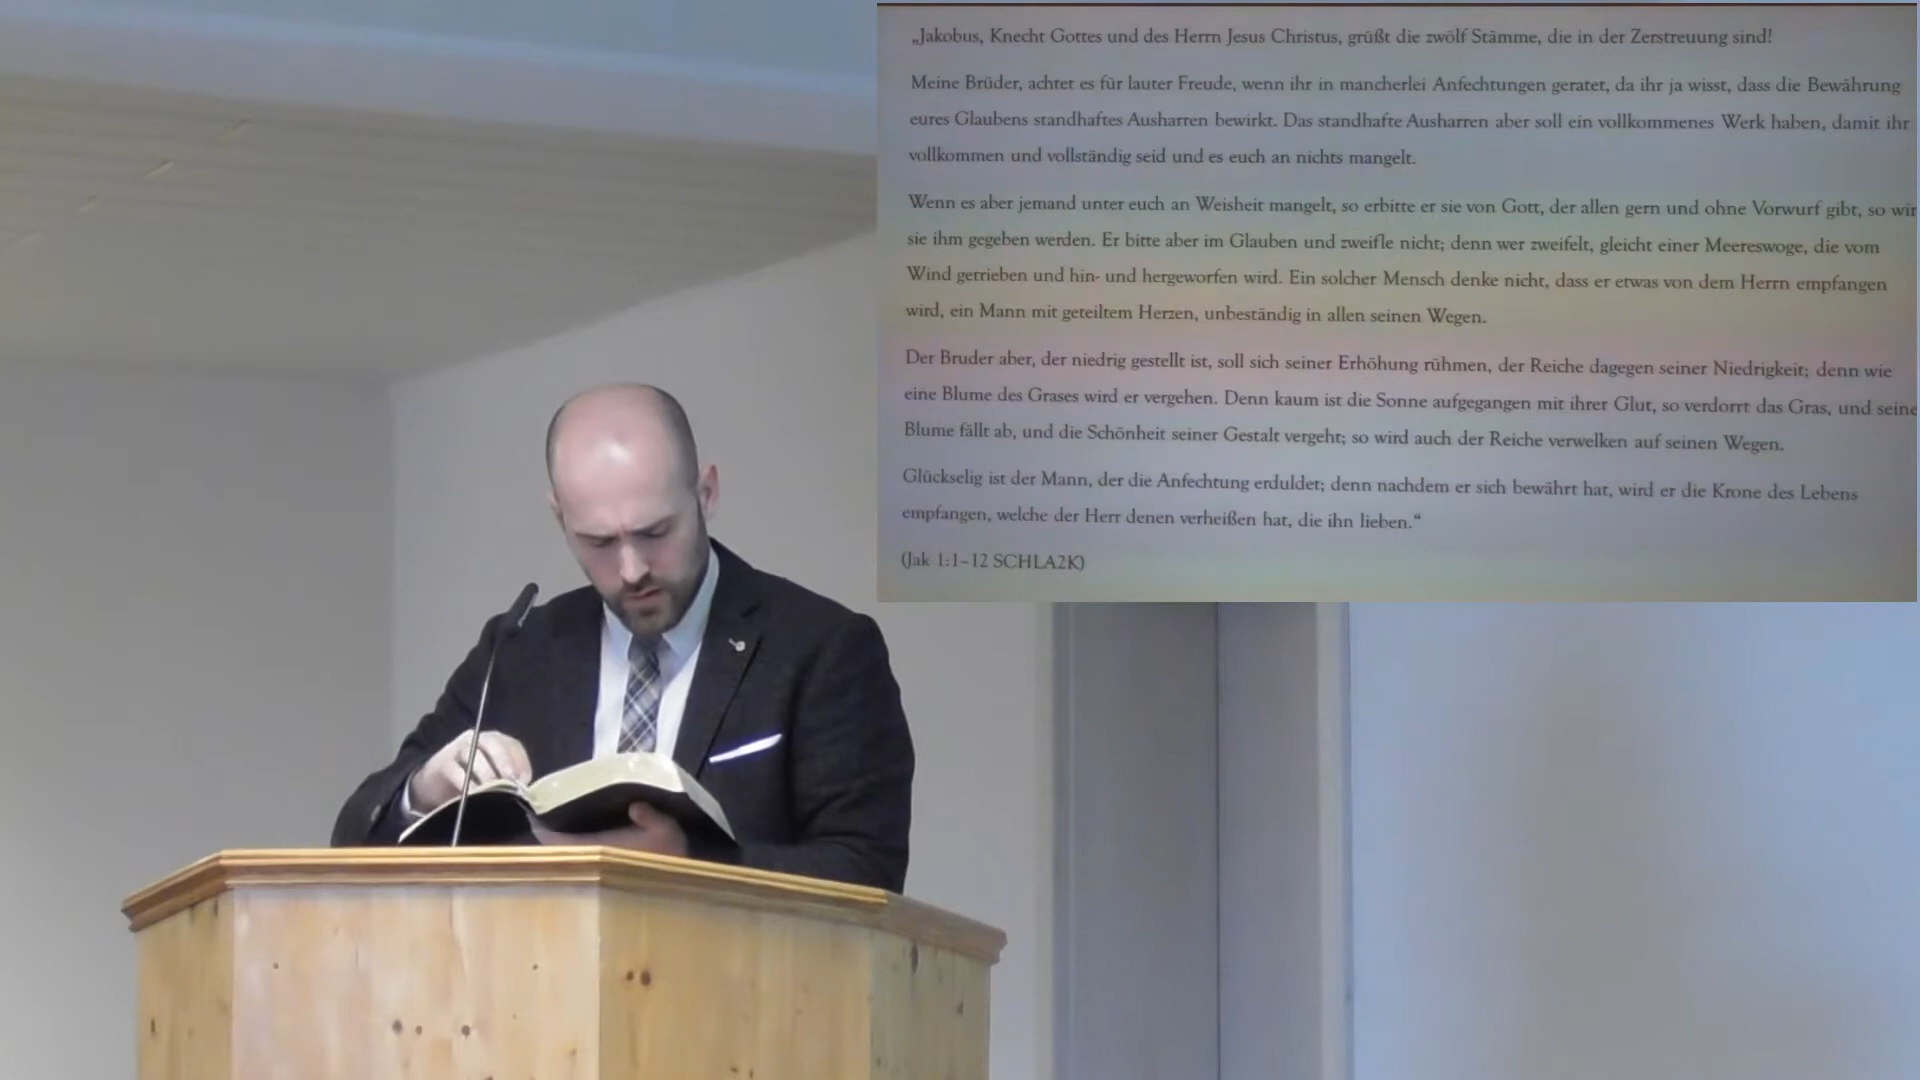 „Jakobus, Knecht Gottes und des Herrn Jesus Christus, grüßt die zwölf Stämme, die in der Zerstreuung sind!
Meine Brüder, achtet es für lauter Freude, wenn ihr in mancherlei Anfechtungen geratet, da ihr ja wisst, dass die Bewährung
eures Glaubens standhaftes Ausharren bewirkt. Das standhafte Ausharren aber soll ein vollkommenes Werk haben, damit ihr
vollkommen und vollständig seid und es euch an nichts mangelt.
Wenn es aber jemand unter euch an Weisheit mangelt, so erbitte er sie von Gott, der allen gern und ohne Vorwurf gibt, so wir
sie ihm gegeben werden. Er bitte aber im Glauben und zweifle nicht; denn wer zweifelt, gleicht einer Meereswoge, die vom
Wind getrieben und hin- und hergeworfen wird. Ein solcher Mensch denke nicht, dass er etwas von dem Herrn empfangen
wird, ein Mann mit geteiltem Herzen, unbeständig in allen seinen Wegen.
Der Bruder aber, der niedrig gestellt ist, soll sich seiner Erhöhung rühmen, der Reiche dagegen seiner Niedrigkeit; denn wie
eine Blume des Grases wird er vergehen. Denn kaum ist die Sonne aufgegangen mit ihrer Glut, so verdorrt das Gras, und seine
Blume fällt ab, und die Schönheit seiner Gestalt vergeht; so wird auch der Reiche verwelken auf seinen Wegen.
Glückselig ist der Mann, der die Anfechtung erduldet; denn nachdem er sich bewährt hat, wird er die Krone des Lebens
empfangen, welche der Herr denen verheißen hat, die ihn lieben.“
(Jak 1:1–12 SCHLA2K)